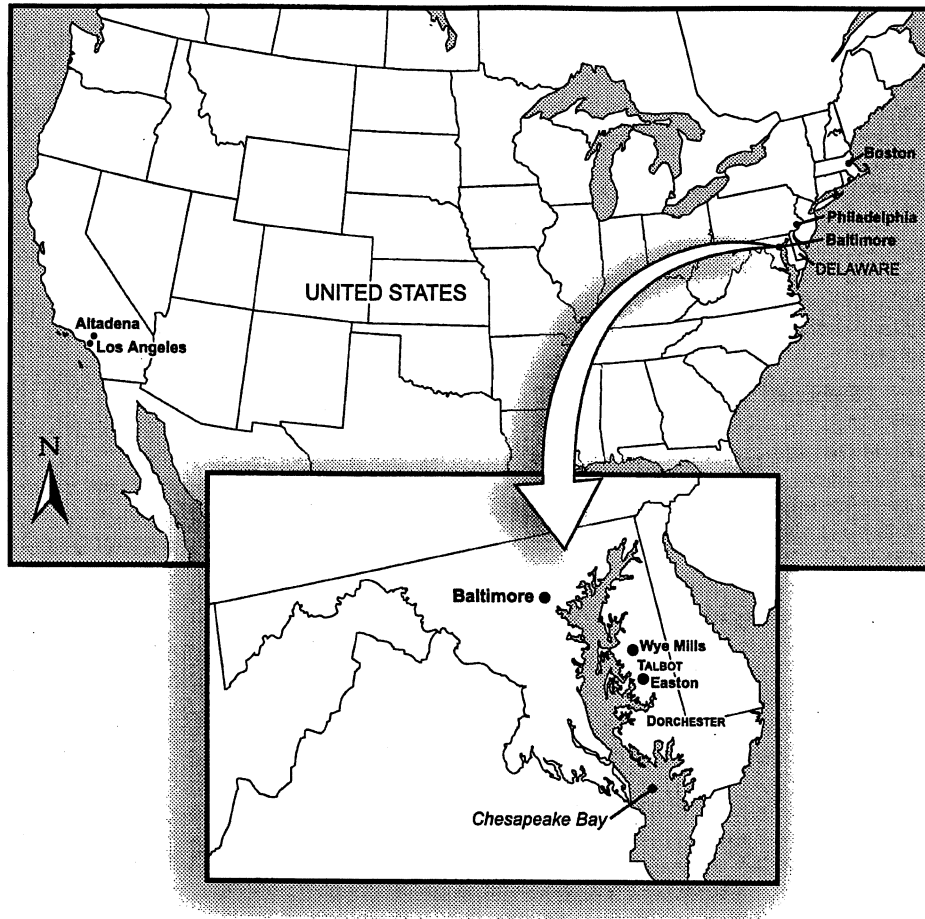 Boston
Philadelphia
Baltimore
DELAWARE
UNITED STATES
Altadena
Los Angeles
N
Baltimore
Wye Mills
TALBOT
Easton
DORCHESTER
Chesapeake Bay